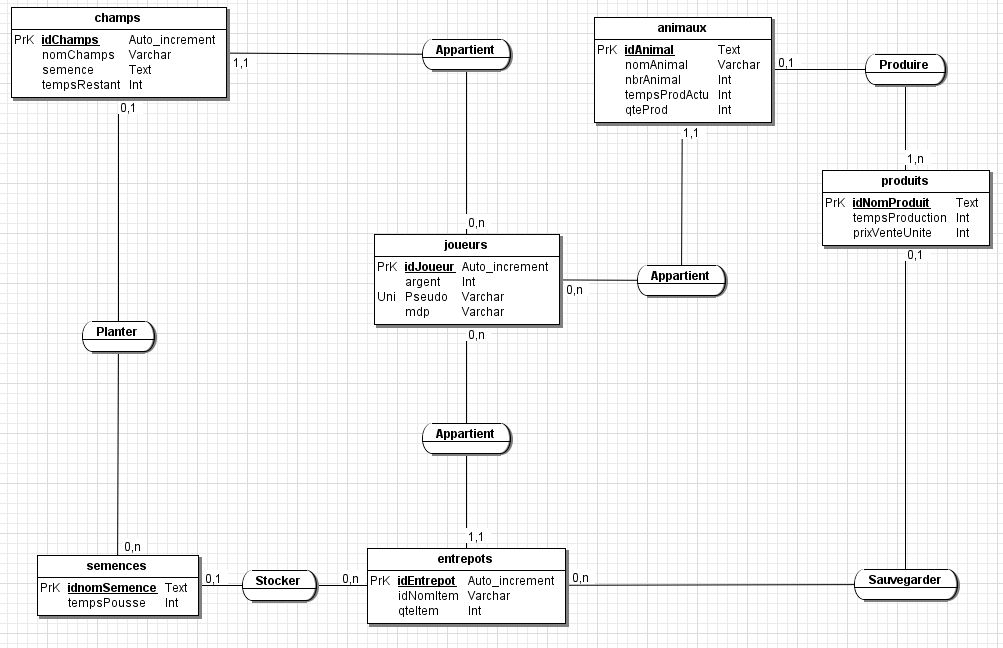 champs
PrK idChamps Auto_increment
nomChamps Varchar
semence Text
tempsRestant Int
1,1
0,1
Appartient
animaux
PrK idAnimal Text
nomAnimal Varchar
nbrAnimal Int
tempsProdActu Int
qteProd Int
0,1
1,1
Produire
1,n
produits
PrK idNomProduit Text
tempsProduction Int
prixVenteUnite Int
0,1
0,n
joueurs
PrK idJoueur Auto_increment
argent Int
Uni Pseudo Varchar
mdp Varchar
0,n
0,n
Appartient
Planter
Appartient
1,1
0,n
semences
PrK idnomSemence Text
tempsPousse Int
0,1
Stocker
0,n
entrepots
PrK idEntrepot Auto_increment
idNomItem Varchar
qteItem Int
0,n
Sauvegarder